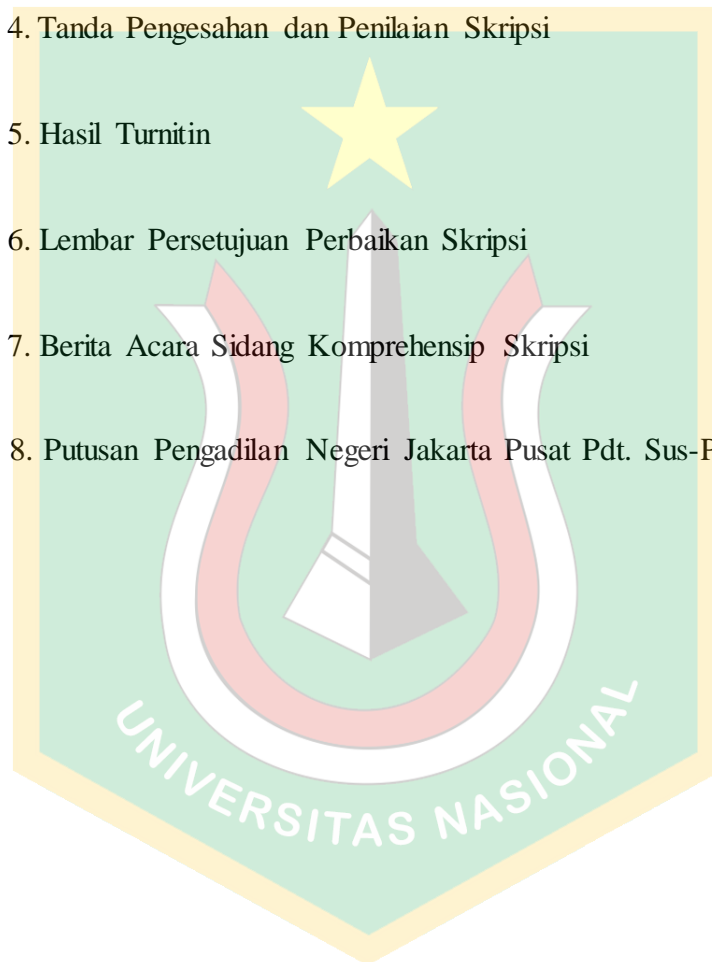 4. Tanda Pengesahan dan Penilaian Skripsi
5. Hasil Turnitin
6. Lembar Persetujuan Perbaikan Skripsi
7. Berita Acara Sidang Komprehensip Skripsi
8. Putusan Pengadilan Negeri Jakarta Pusat Pdt. Sus-P
UNIVERSITAS NASIONAL